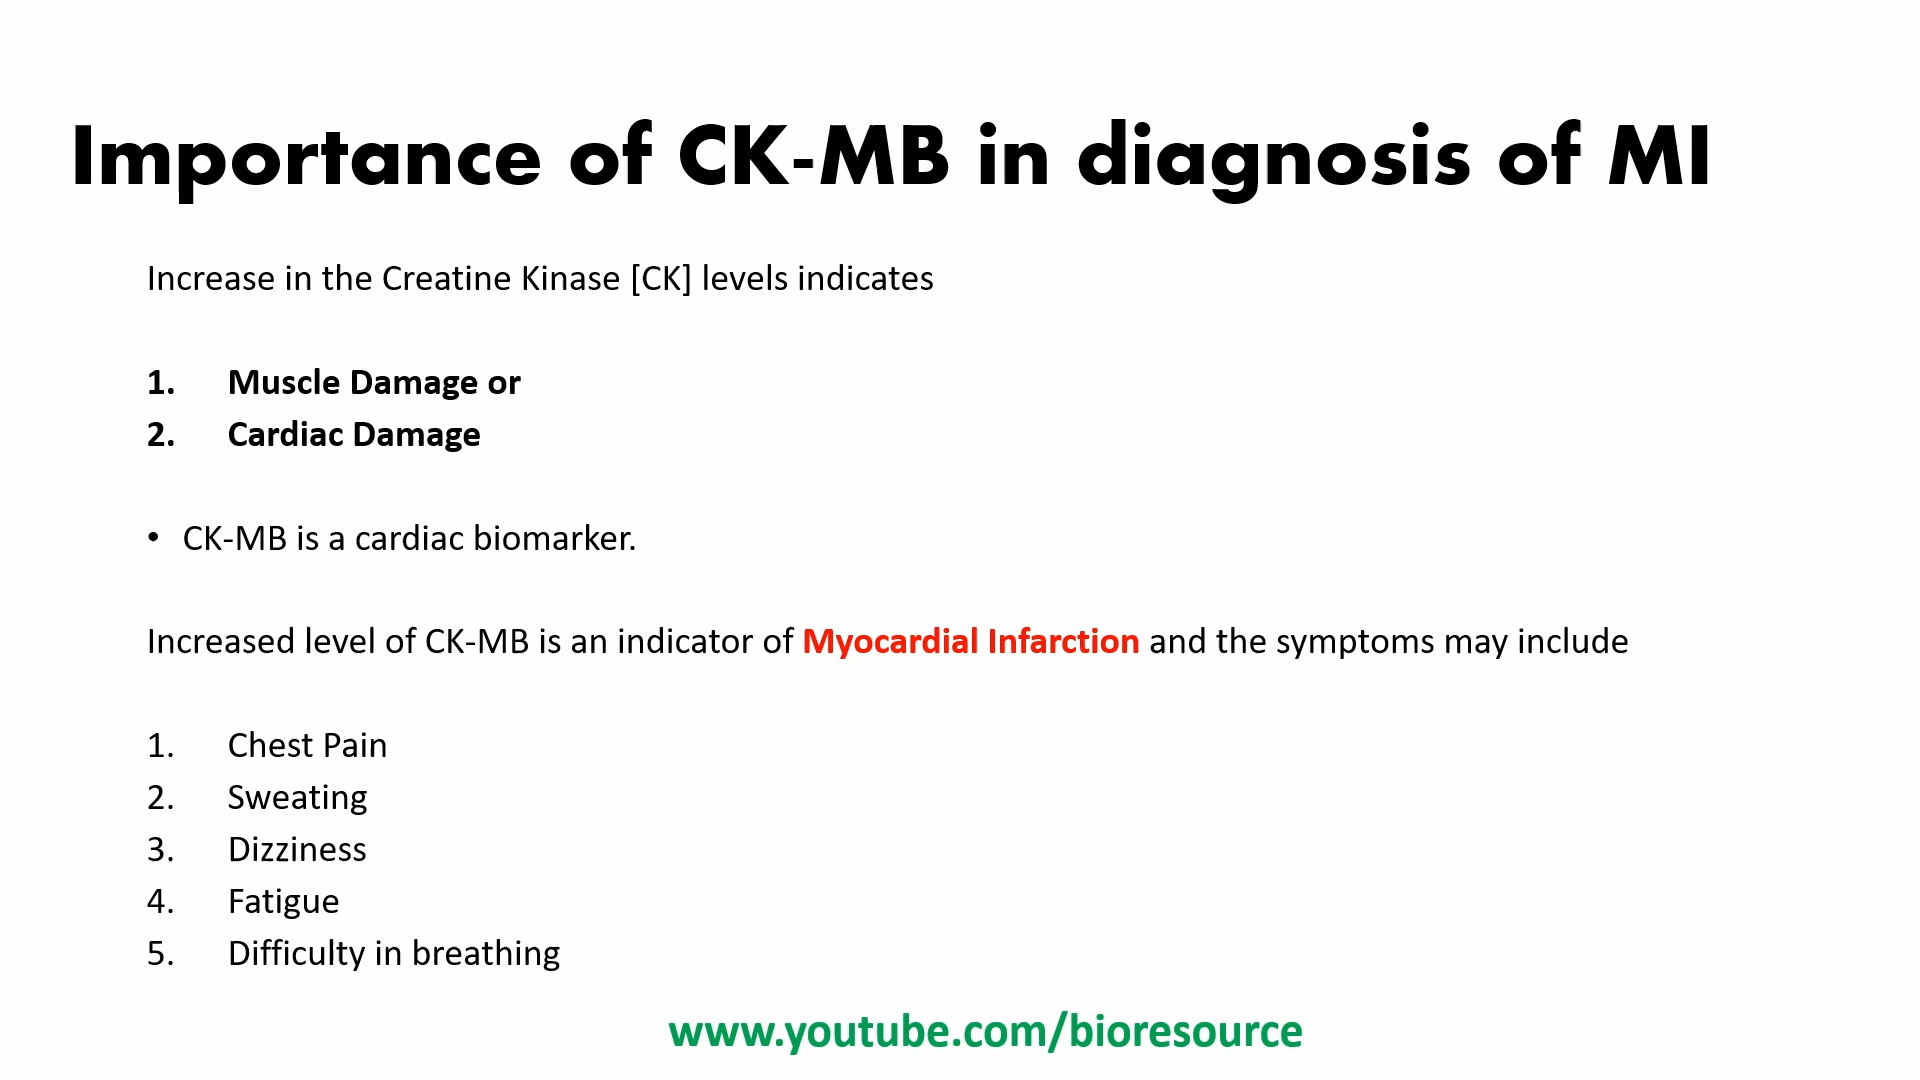 Importance of CK-MB in diagnosis of MI
Increase in the Creatine Kinase [CK] levels indicates
1. Muscle Damage or
2. Cardiac Damage
• CK-MB is a cardiac biomarker.
Increased level of CK-MB is an indicator of Myocardial Infarction and the symptoms may include
1. Chest Pain
2. Sweating
3. Dizziness
4. Fatigue
5. Difficulty in breathing
www.youtube.com/bioresource